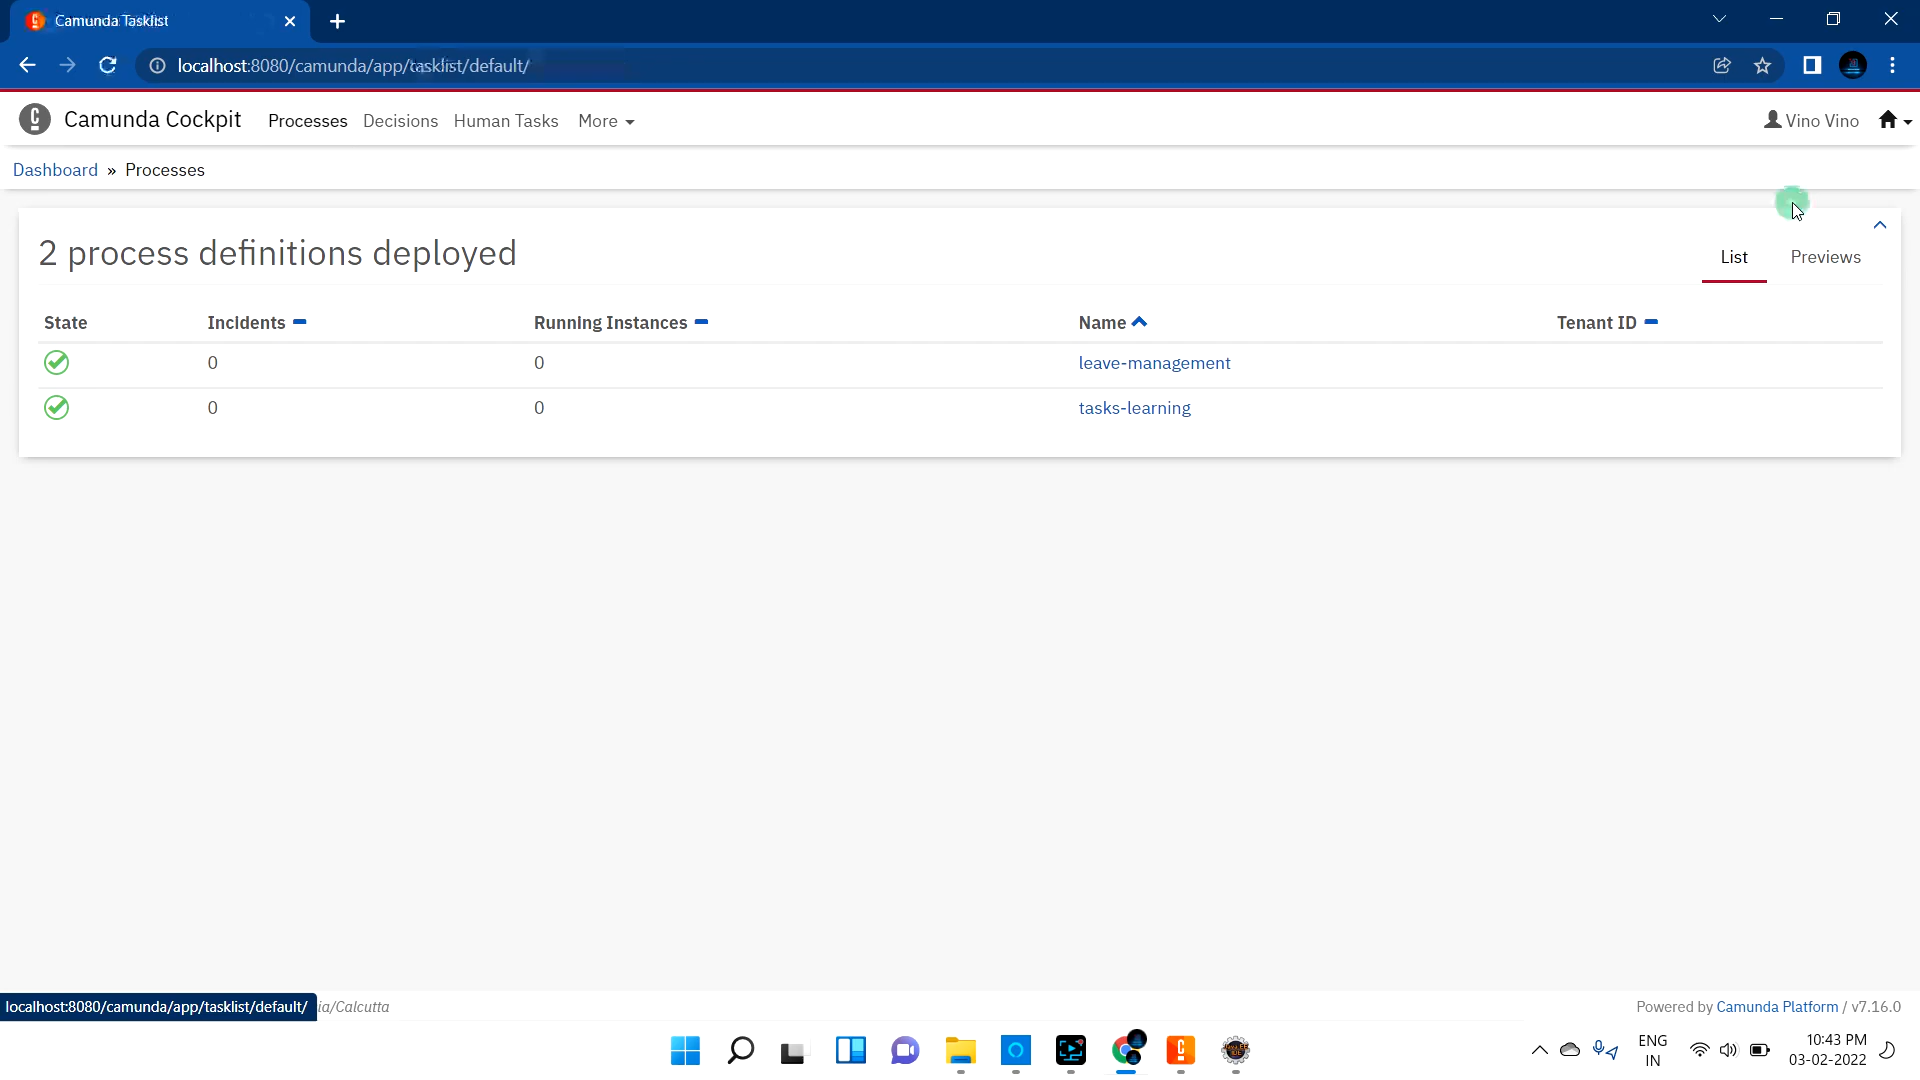 Camunda Tasklist
localhost:8080/camunda/app/tasklist/default/
Camunda Cockpit Processes Decisions Human Tasks More Vino Vino
Dashboard » Processes
2 process definitions deployed
List Previews
State Incidents Running Instances Name Tenant ID
0 0 leave-management
0 0 tasks-learning
localhost:8080/camunda/app/tasklist/default/ ia/Calcutta
Powered by Camunda Platform / v7.16.0
ENG
IN
10:43 PM
03-02-2022